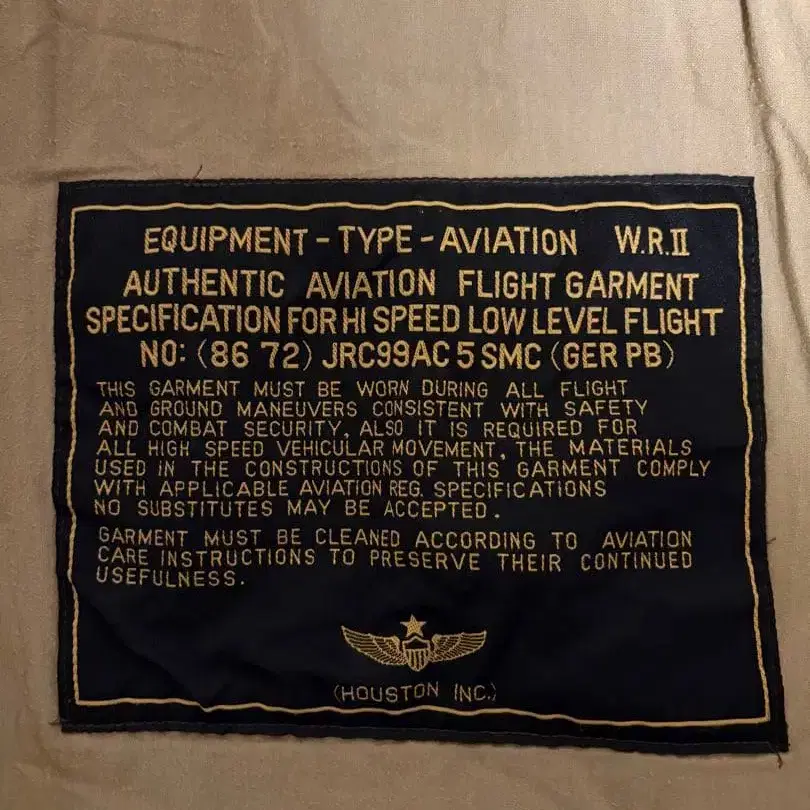 EQUIPMENT - TYPE - AVIATION W.R.II
AUTHENTIC AVIATION FLIGHT GARMENT
SPECIFICATION FOR HI SPEED LOW LEVEL FLIGHT
NO: (86 72) JRC99AC 5 SMC (GER PB)
THIS GARMENT MUST BE WORN DURING ALL FLIGHT
AND GROUND MANEUVERS CONSISTENT WITH SAFETY
AND COMBAT SECURITY, ALSO IT IS REQUIRED FOR
ALL HIGH SPEED VEHICULAR MOVEMENT, THE MATERIALS
USED IN THE CONSTRUCTIONS OF THIS GARMENT COMPLY
WITH APPLICABLE AVIATION REG. SPECIFICATIONS
NO SUBSTITUTES MAY BE ACCEPTED.
GARMENT MUST BE CLEANED ACCORDING TO AVIATION
CARE INSTRUCTIONS TO PRESERVE THEIR CONTINUED
USEFULNESS.
(HOUSTON INC.)